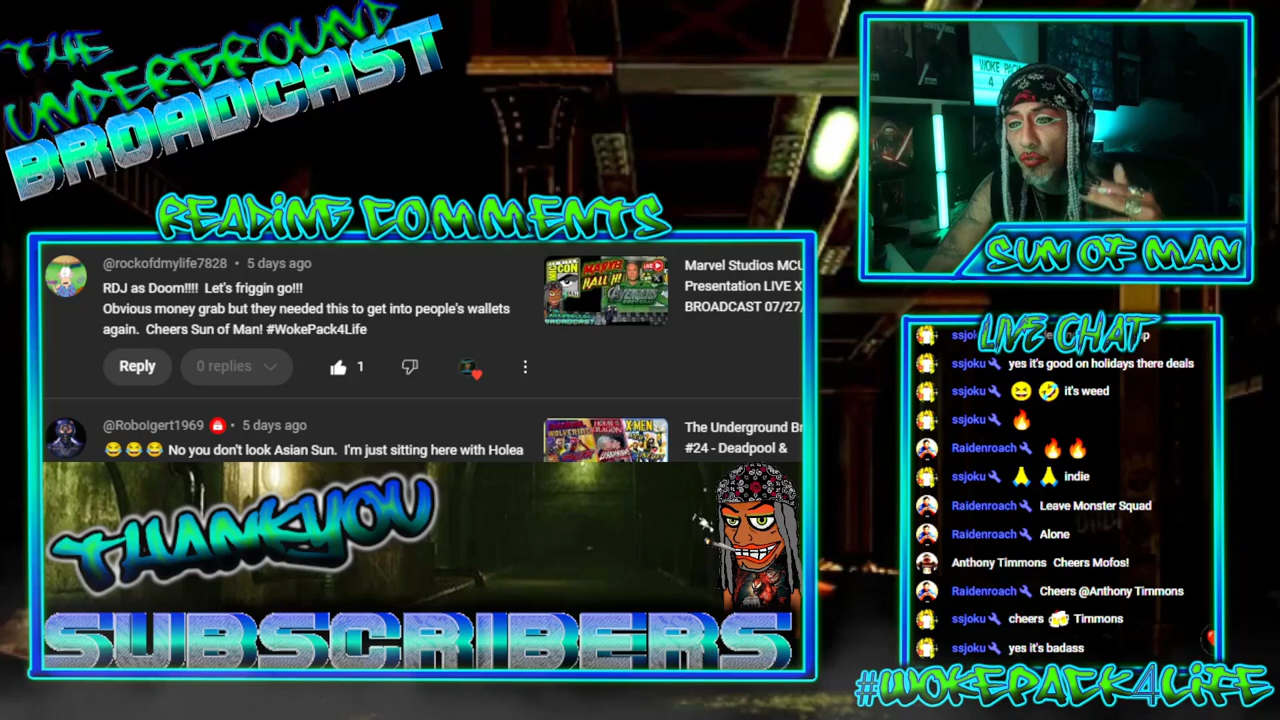 THE
UNDERGROUND
BROADCAST
READING COMMENTS
@rockofdmylife7828 • 5 days ago
RDJ as Doom!!!! Let's friggin go!!!
Obvious money grab but they needed this to get into people's wallets
again. Cheers Sun of Man! #WokePack4Life
Reply
0 replies
1
Marvel Studios MCU
Presentation LIVE X
BROADCAST 07/27/
@RoboIgert1969 • 5 days ago
😂 😂 😂 No you don't look Asian Sun. I'm just sitting here with Holea
The Underground Br
#24 - Deadpool &
THANKYOU
SUBSCRIBERS
WOKE PACK
4
SUN OF MAN
LIVE CHAT
ssjoku yes it's good on holidays there deals
ssjoku 😆 🤣 it's weed
ssjoku 🔥
Raidenroach 🔥 🔥
ssjoku 🙏 🙏 indie
Raidenroach Leave Monster Squad
Raidenroach Alone
Anthony Timmons Cheers Mofos!
Raidenroach Cheers @Anthony Timmons
ssjoku cheers 🍻 Timmons
ssjoku yes it's badass
#WOKEPACK4LIFE